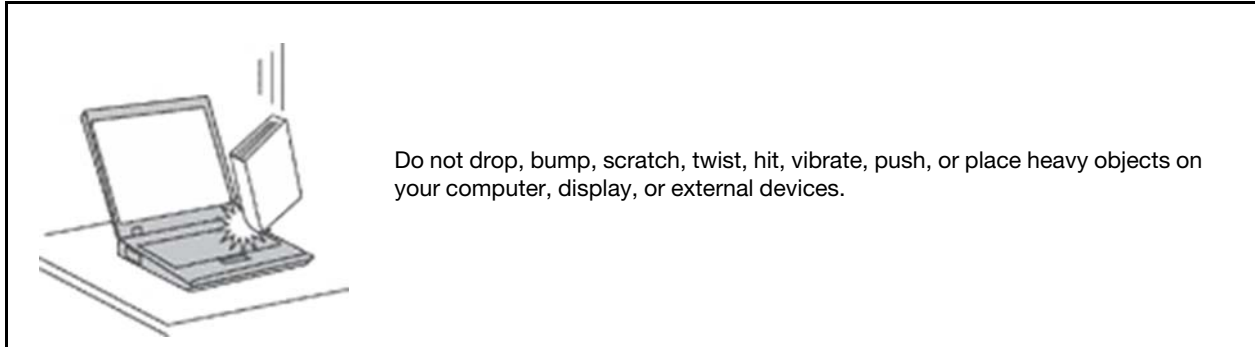 Do not drop, bump, scratch, twist, hit, vibrate, push, or place heavy objects on
your computer, display, or external devices.